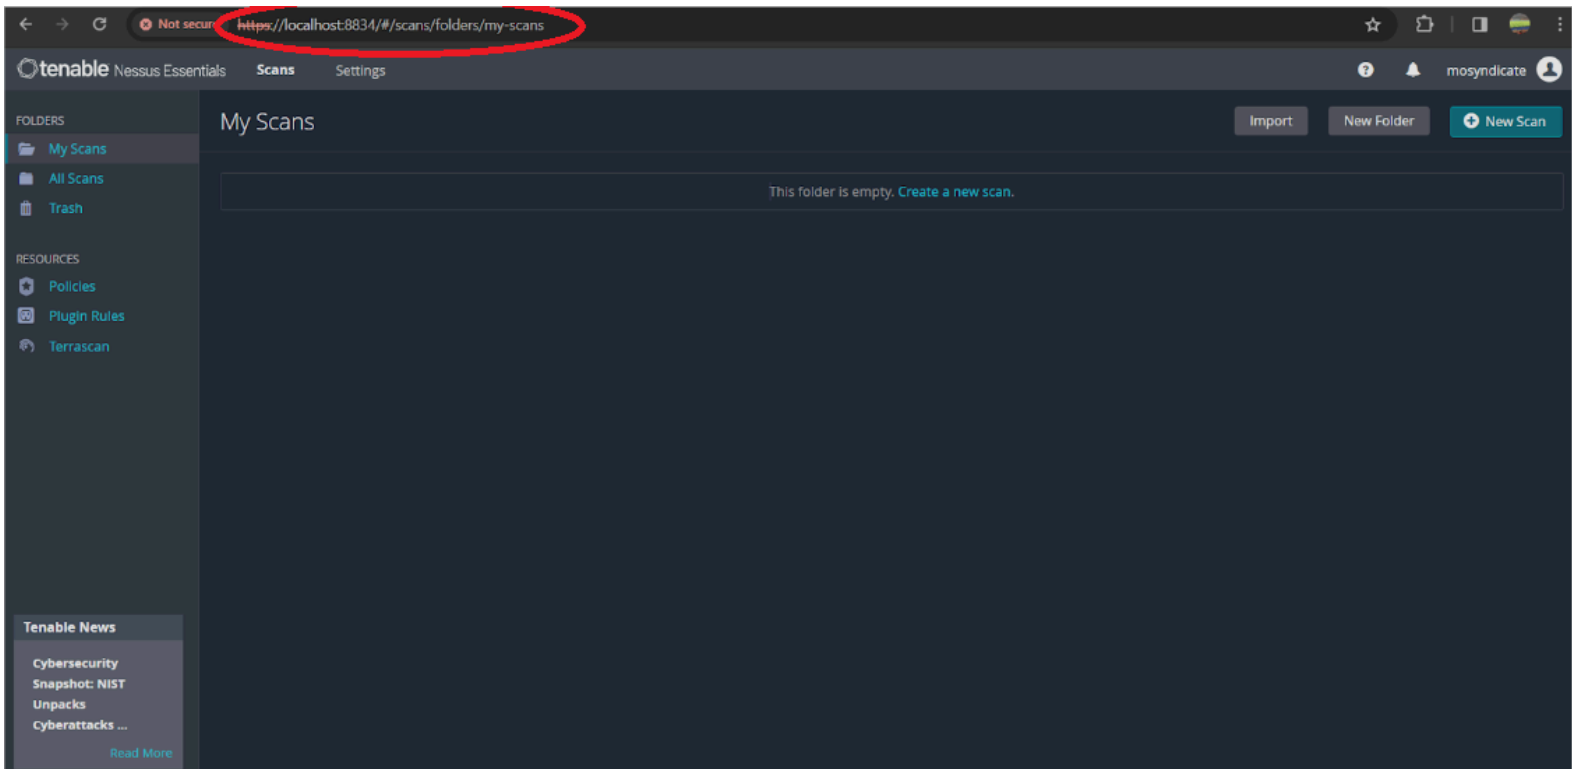 Not secure https://localhost:8834/#/scans/folders/my-scans
tenable Nessus Essentials Scans Settings mosyndicate
FOLDERS
My Scans
All Scans
Trash
RESOURCES
Policies
Plugin Rules
Terrascan
Tenable News
Cybersecurity
Snapshot: NIST
Unpacks
Cyberattacks ...
Read More
My Scans
Import New Folder New Scan
This folder is empty. Create a new scan.